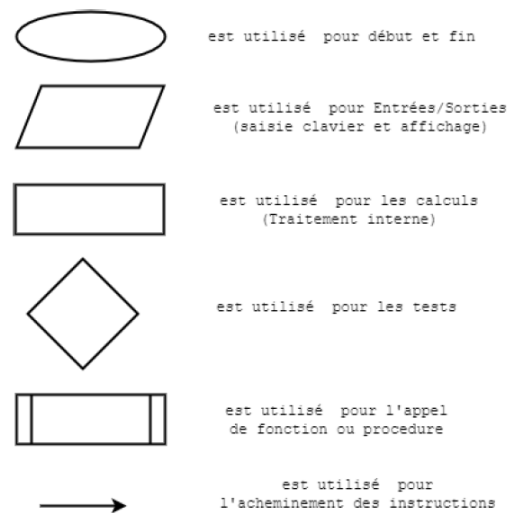 est utilisé pour début et fin
est utilisé pour Entrées/Sorties
(saisie clavier et affichage)
est utilisé pour les calculs
(Traitement interne)
est utilisé pour les tests
est utilisé pour l'appel
de fonction ou procedure
est utilisé pour
l'acheminement des instructions